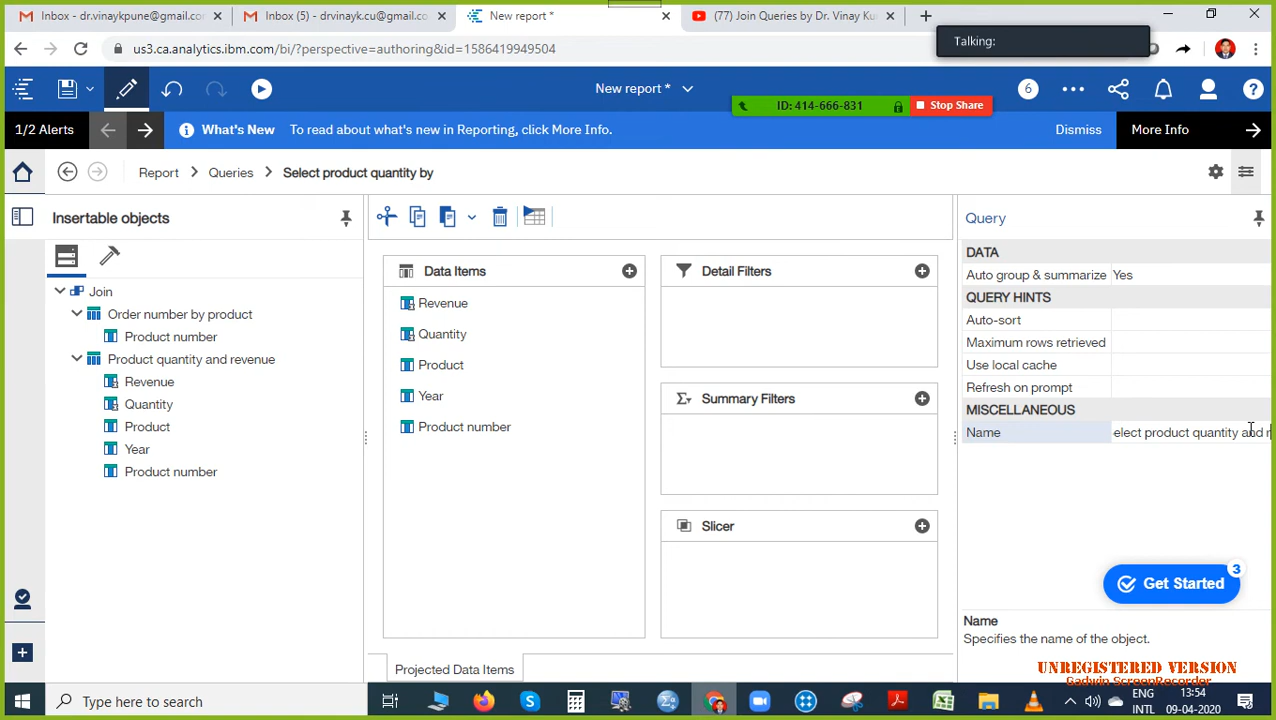 Inbox - drvinaykpune@gmail.com
Inbox (5) - drvinayk.cu@gmail.com
New report *
(77) Join Queries by Dr. Vinay Ku
us3.ca.analytics.ibm.com/bi/?perspective=authoring&id=1586419949504
Talking:
New report *
6
ID: 414-666-831
Stop Share
1/2 Alerts
What's New
To read about what's new in Reporting, click More Info.
Dismiss
More Info
Report
Queries
Select product quantity by
Insertable objects
Join
Order number by product
Product number
Product quantity and revenue
Revenue
Quantity
Product
Year
Product number
Data Items
Revenue
Quantity
Product
Year
Product number
Detail Filters
Summary Filters
Slicer
Projected Data Items
Query
DATA
Auto group & summarize Yes
QUERY HINTS
Auto-sort
Maximum rows retrieved
Use local cache
Refresh on prompt
MISCELLANEOUS
Name elect product quantity and r
Get Started
3
Name
Specifies the name of the object.
UNREGISTERED VERSION
Gadwin ScreenRecorder
Type here to search
ENG
INTL
13:54
09-04-2020